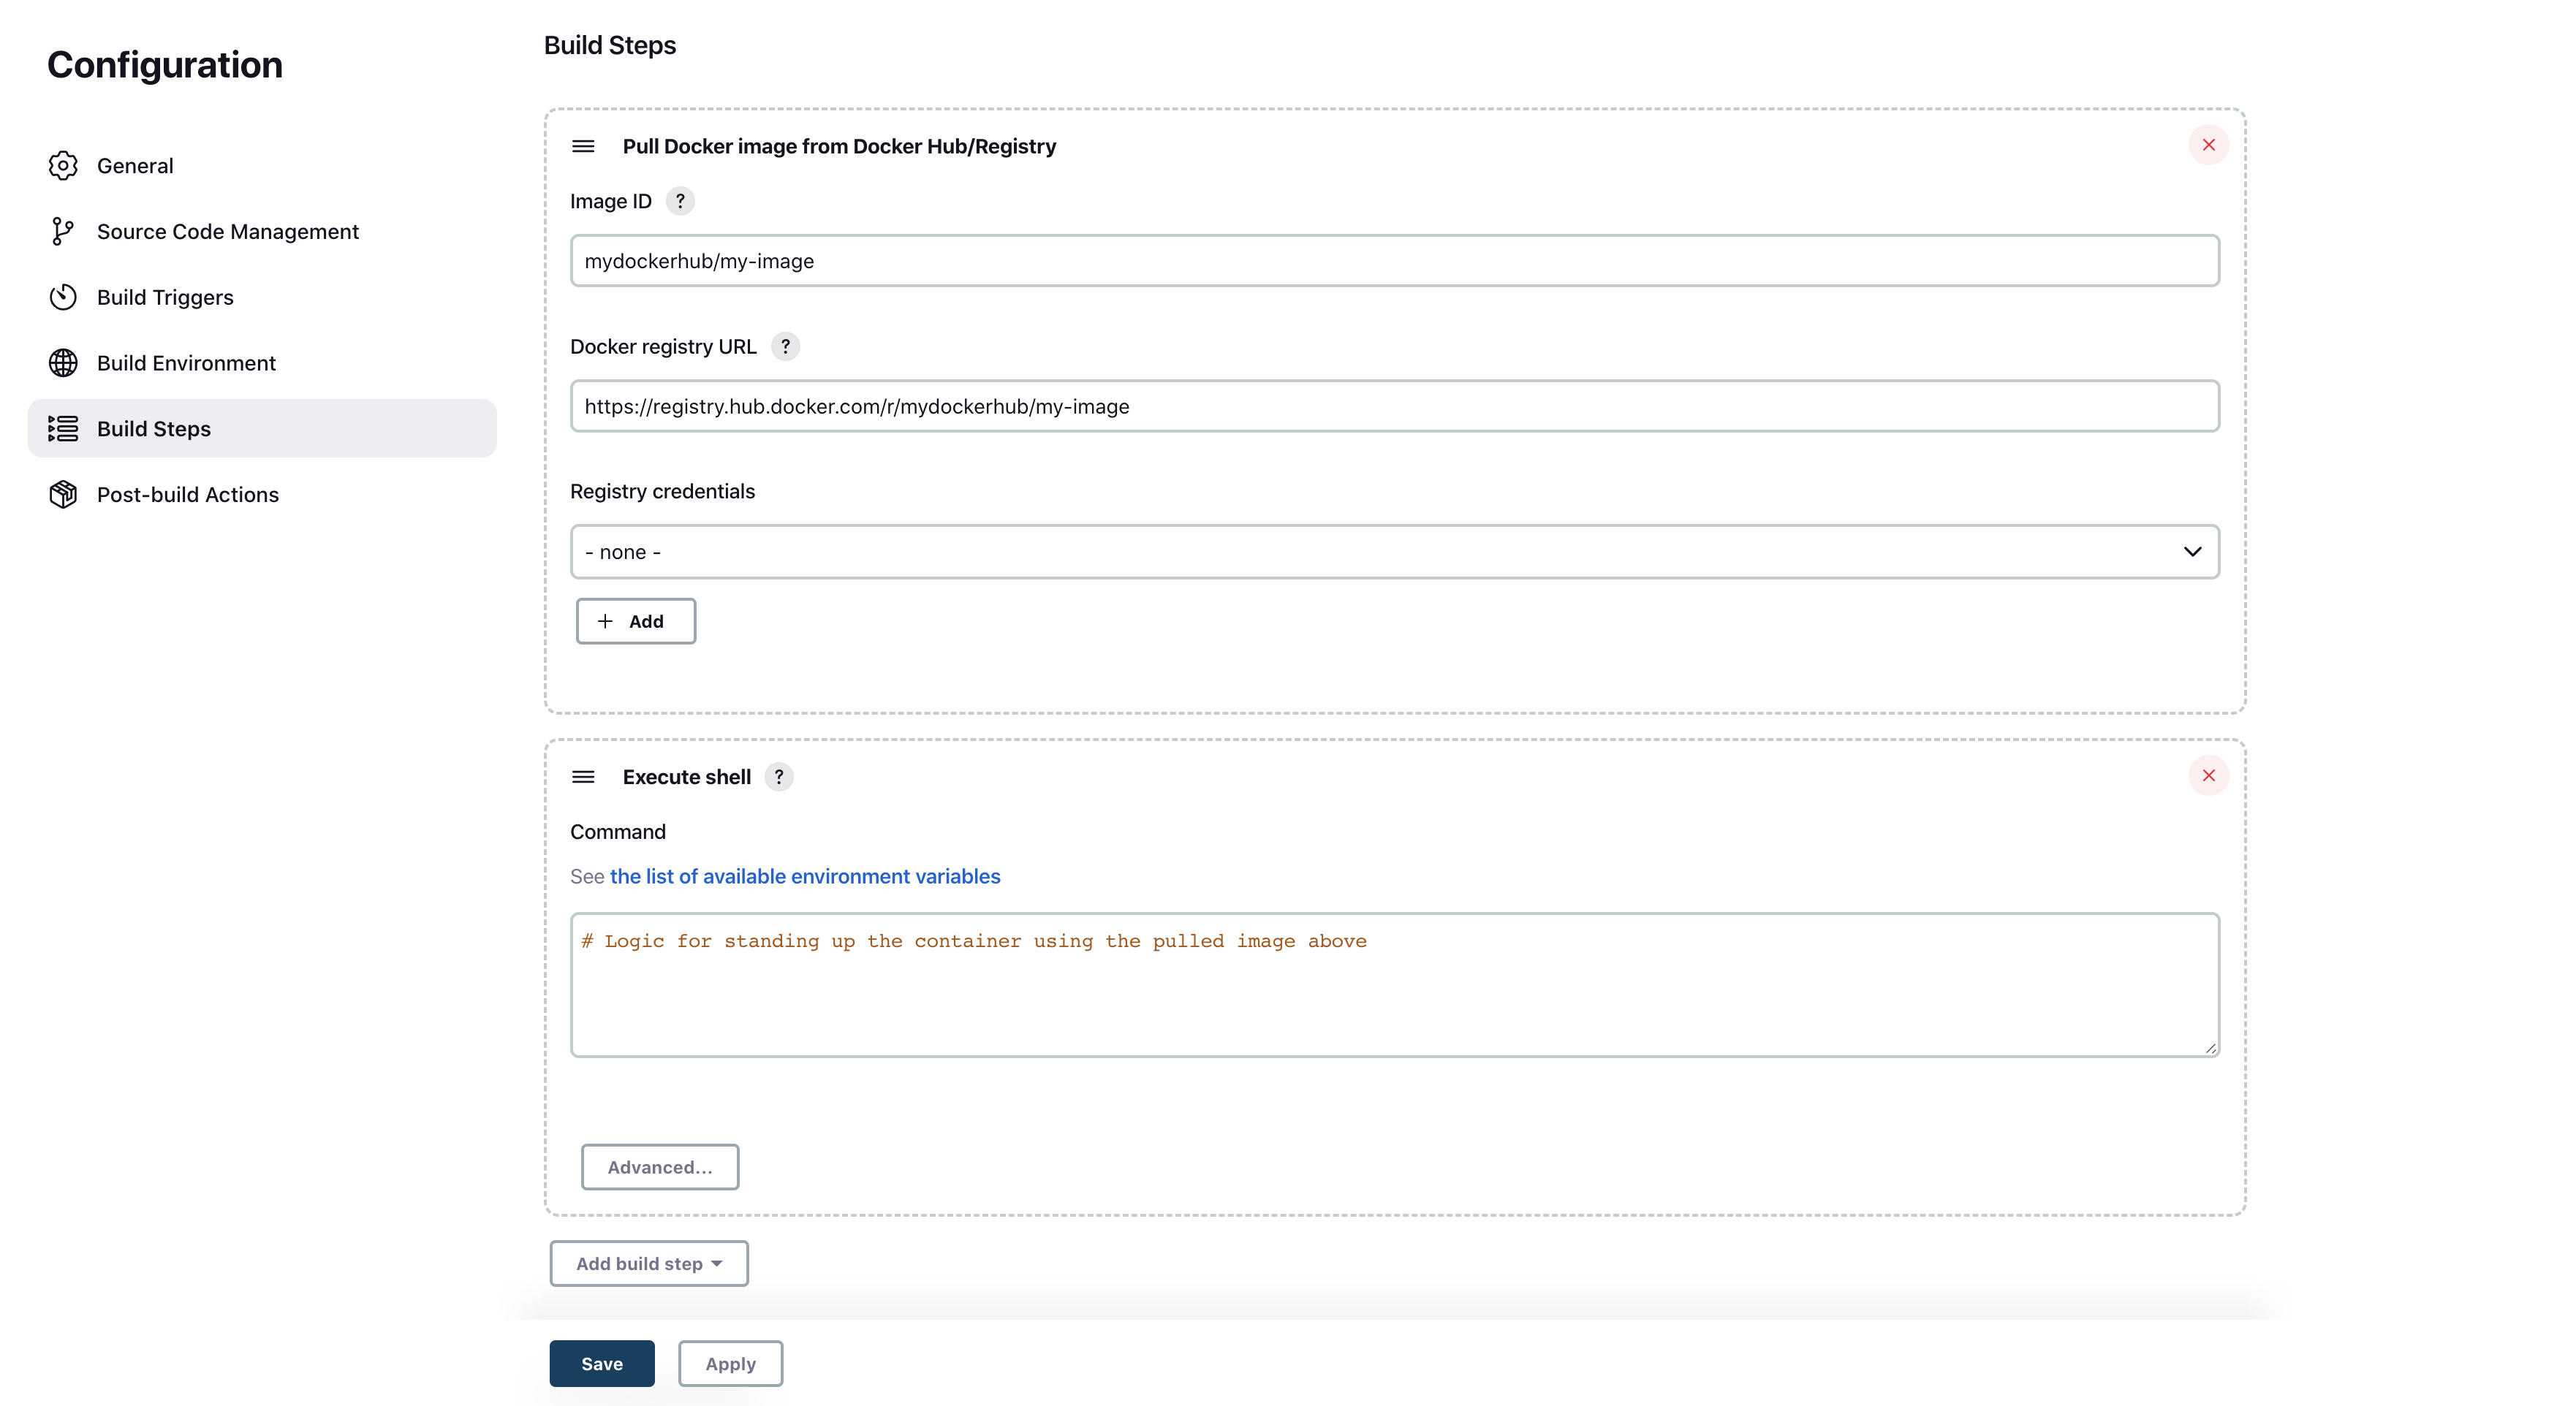 Configuration
General
Source Code Management
Build Triggers
Build Environment
Build Steps
Post-build Actions
Build Steps
Pull Docker image from Docker Hub/Registry
Image ID ?
mydockerhub/my-image
Docker registry URL ?
https://registry.hub.docker.com/r/mydockerhub/my-image
Registry credentials
- none -
+ Add
Execute shell ?
Command
See the list of available environment variables
# Logic for standing up the container using the pulled image above
Advanced...
Add build step
Save Apply